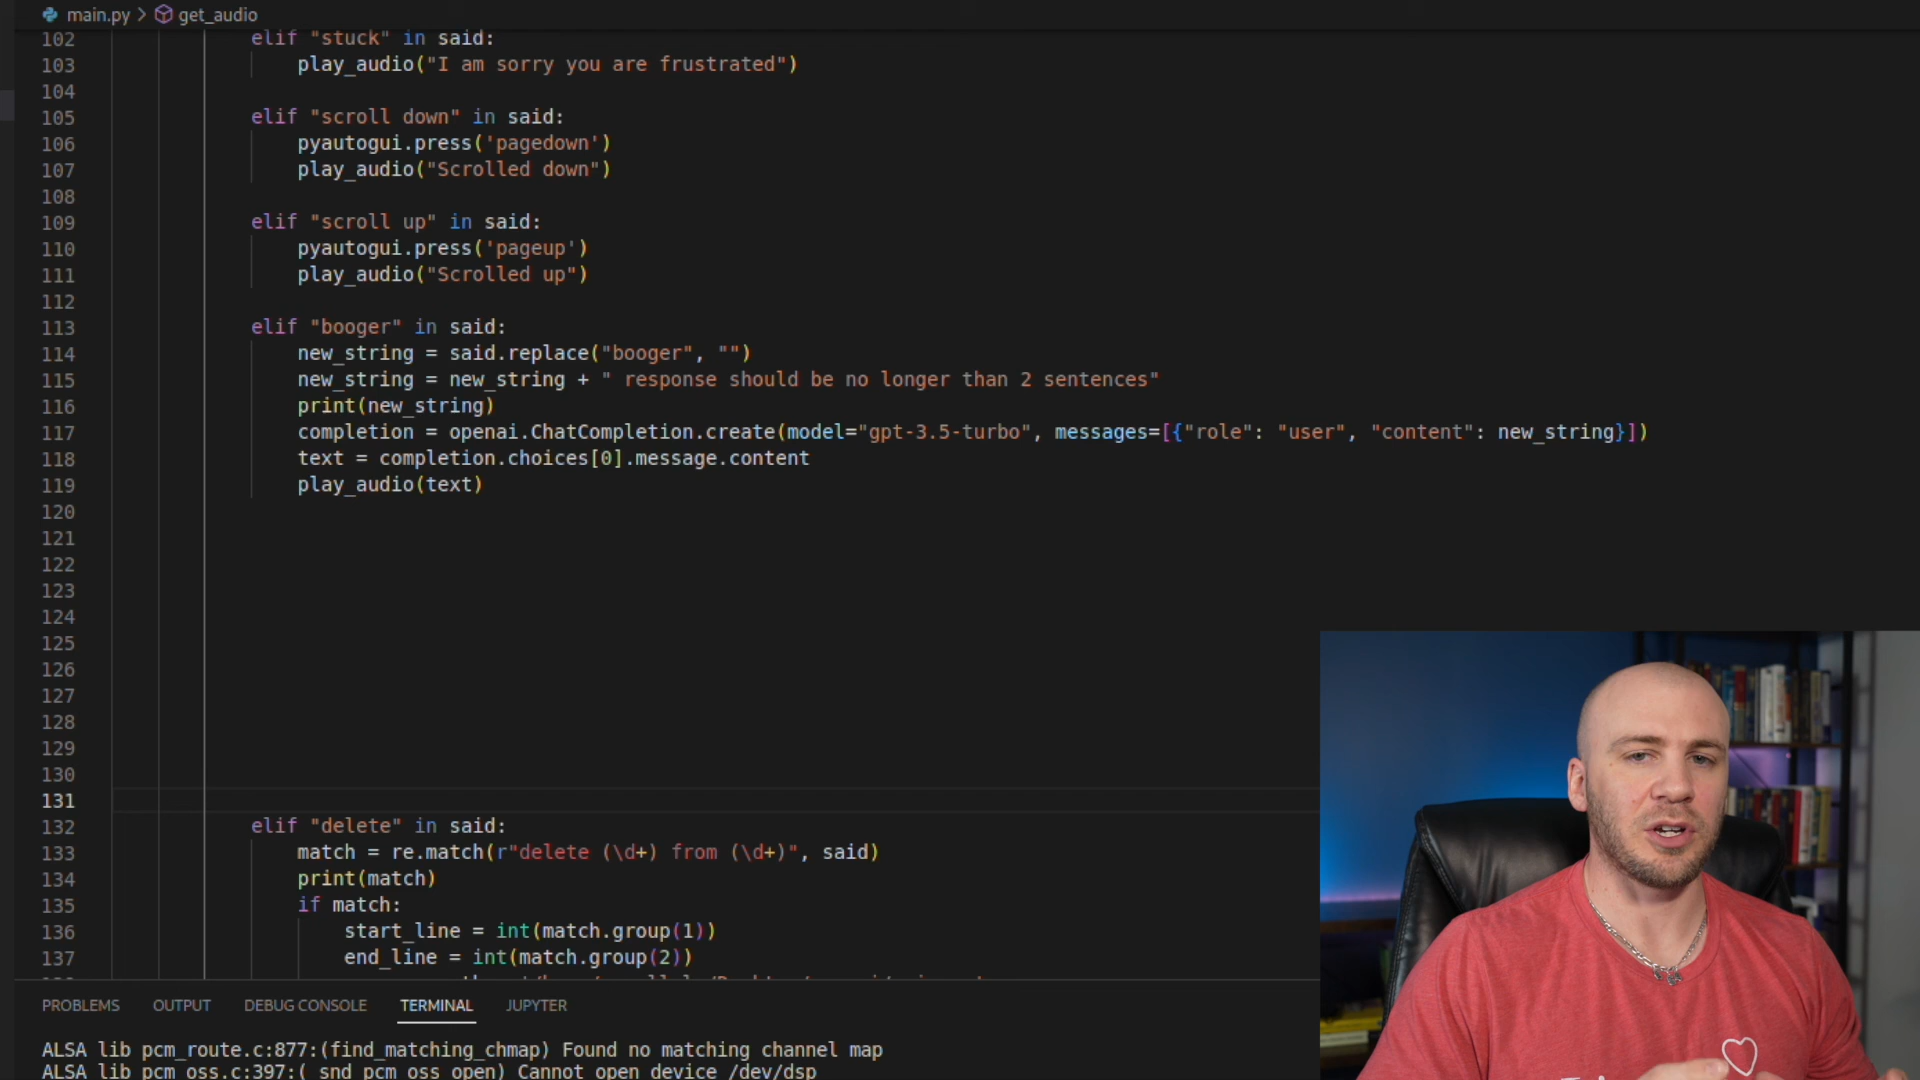 main.py > get_audio
102 elif "stuck" in said:
103 play_audio("I am sorry you are frustrated")
104
105 elif "scroll down" in said:
106 pyautogui.press('pagedown')
107 play_audio("Scrolled down")
108
109 elif "scroll up" in said:
110 pyautogui.press('pageup')
111 play_audio("Scrolled up")
112
113 elif "booger" in said:
114 new_string = said.replace("booger", "")
115 new_string = new_string + " response should be no longer than 2 sentences"
116 print(new_string)
117 completion = openai.ChatCompletion.create(model="gpt-3.5-turbo", messages=[{"role": "user", "content": new_string}])
118 text = completion.choices[0].message.content
119 play_audio(text)
120
121
122
123
124
125
126
127
128
129
130
131
132 elif "delete" in said:
133 match = re.match(r"delete (\d+) from (\d+)", said)
134 print(match)
135 if match:
136 start_line = int(match.group(1))
137 end_line = int(match.group(2))
PROBLEMS OUTPUT DEBUG CONSOLE TERMINAL JUPYTER
ALSA lib pcm_route.c:877:(find_matching_chmap) Found no matching channel map
ALSA lib pcm_oss.c:397:(_snd_pcm_oss_open) Cannot open device /dev/dsp